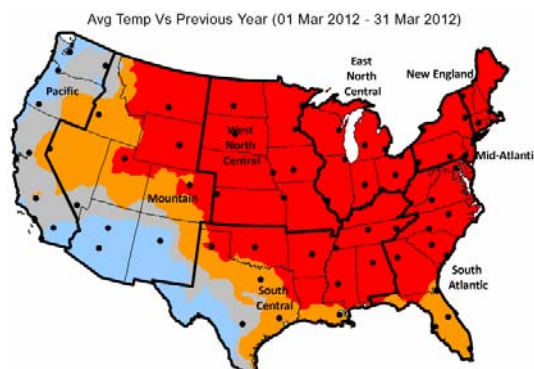 Avg Temp Vs Previous Year (01 Mar 2012 - 31 Mar 2012)
East
North
Central
New England
Pacific
West
North
Central
Mid-Atlanti
Mountain
South
Central
South
Atlantic